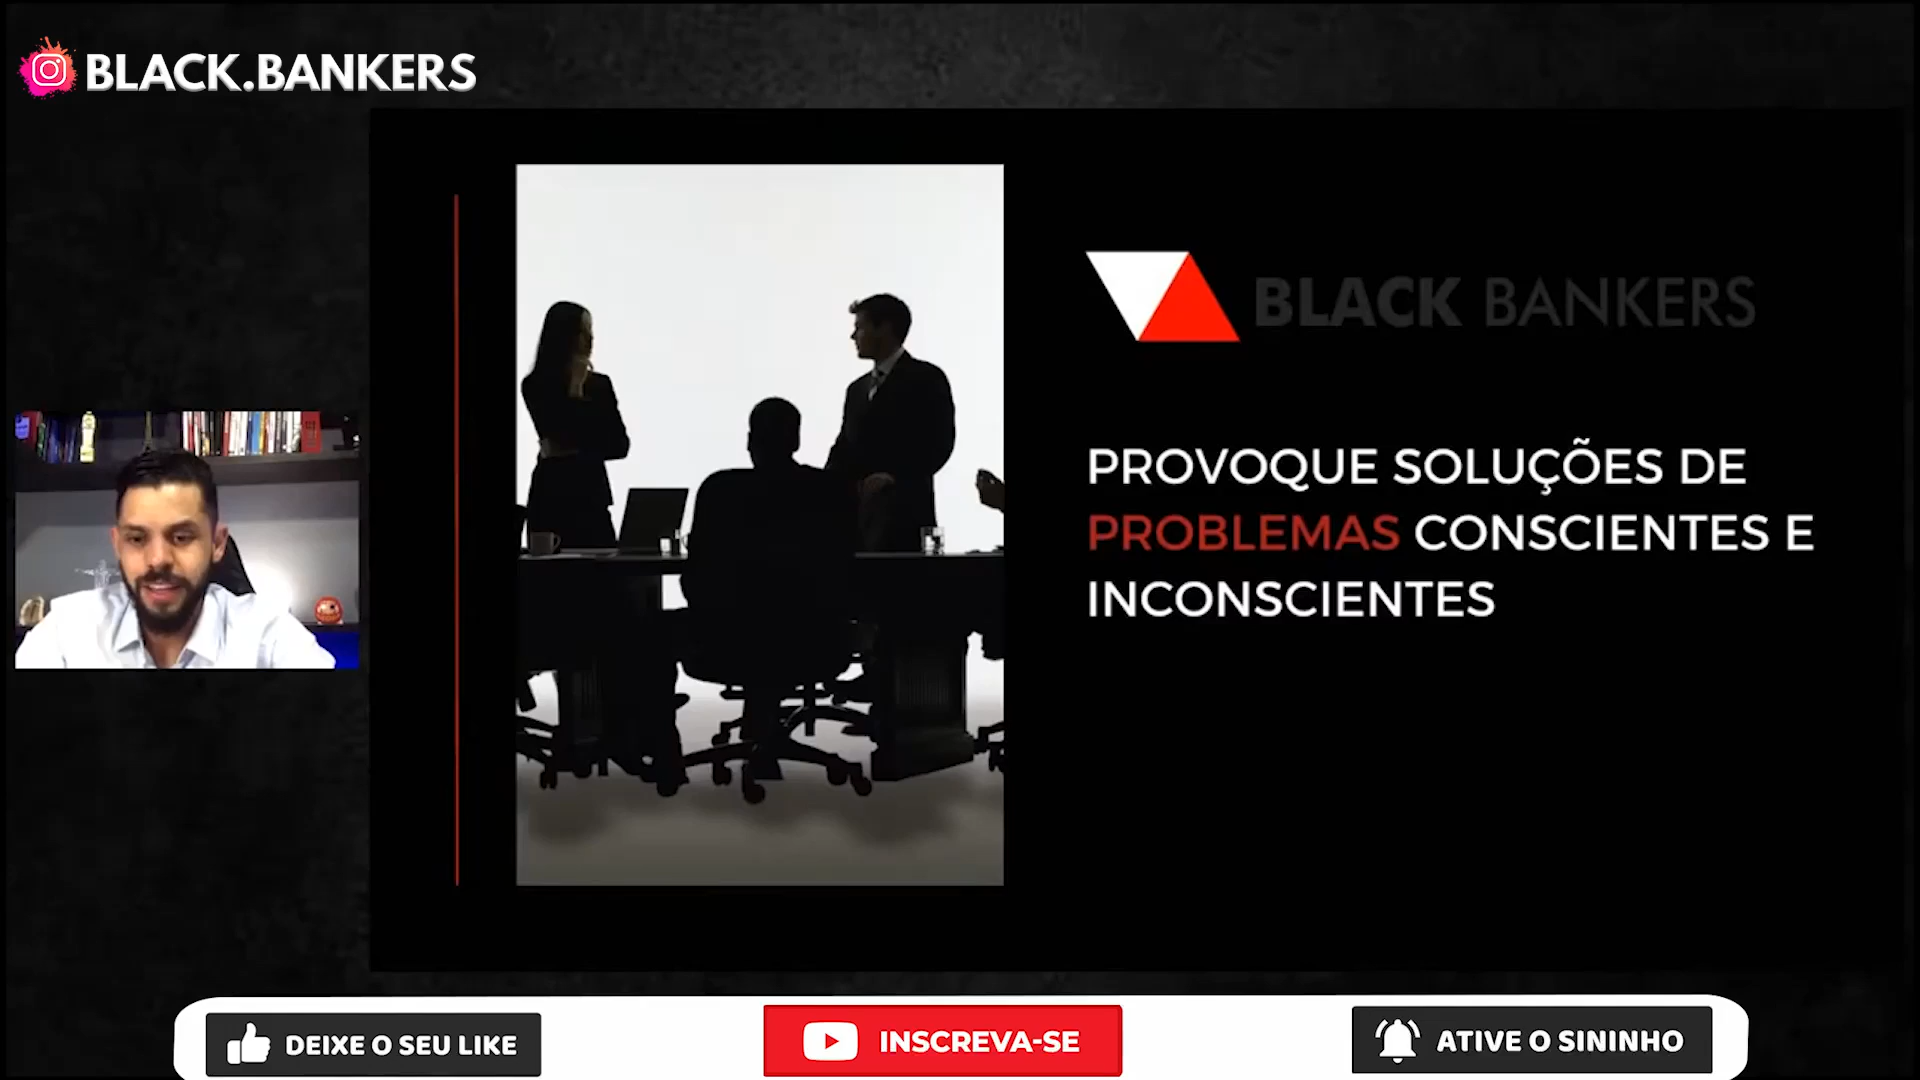 BLACK.BANKERS
BLACK BANKERS
PROVOQUE SOLUÇÕES DE
PROBLEMAS CONSCIENTES E
INCONSCIENTES
DEIXE O SEU LIKE
INSCREVA-SE
ATIVE O SININHO